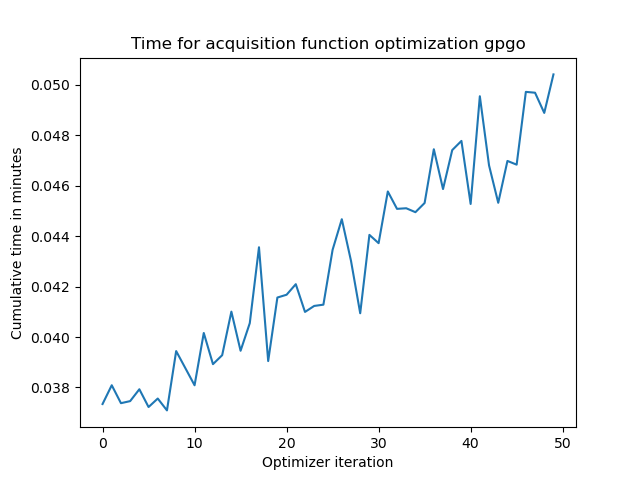 Time for acquisition function optimization gpgo
Cumulative time in minutes
0.050
0.048
0.046
0.044
0.042
0.040
0.038
0 10 20 30 40 50
Optimizer iteration